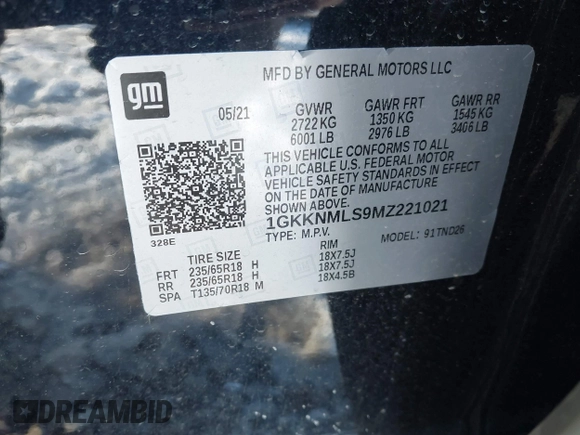 gm
MFD BY GENERAL MOTORS LLC
05/21
GVWR GAWR FRT GAWR RR
2722 KG 1350 KG 1545 KG
6001 LB 2976 LB 3406 LB
THIS VEHICLE CONFORMS TO ALL
APPLICABLE U.S. FEDERAL MOTOR
VEHICLE SAFETY STANDARDS IN EFFECT
ON THE DATE OF MANUFACTURE
SHOWN ABOVE.
1GKKNMLS9MZ221021
TYPE: M.P.V. MODEL: 91TND26
328E
TIRE SIZE RIM
FRT 235/65R18 H 18X7.5J
RR 235/65R18 H 18X7.5J
SPA T135/70R18 M 18X4.5B
DREAMBID